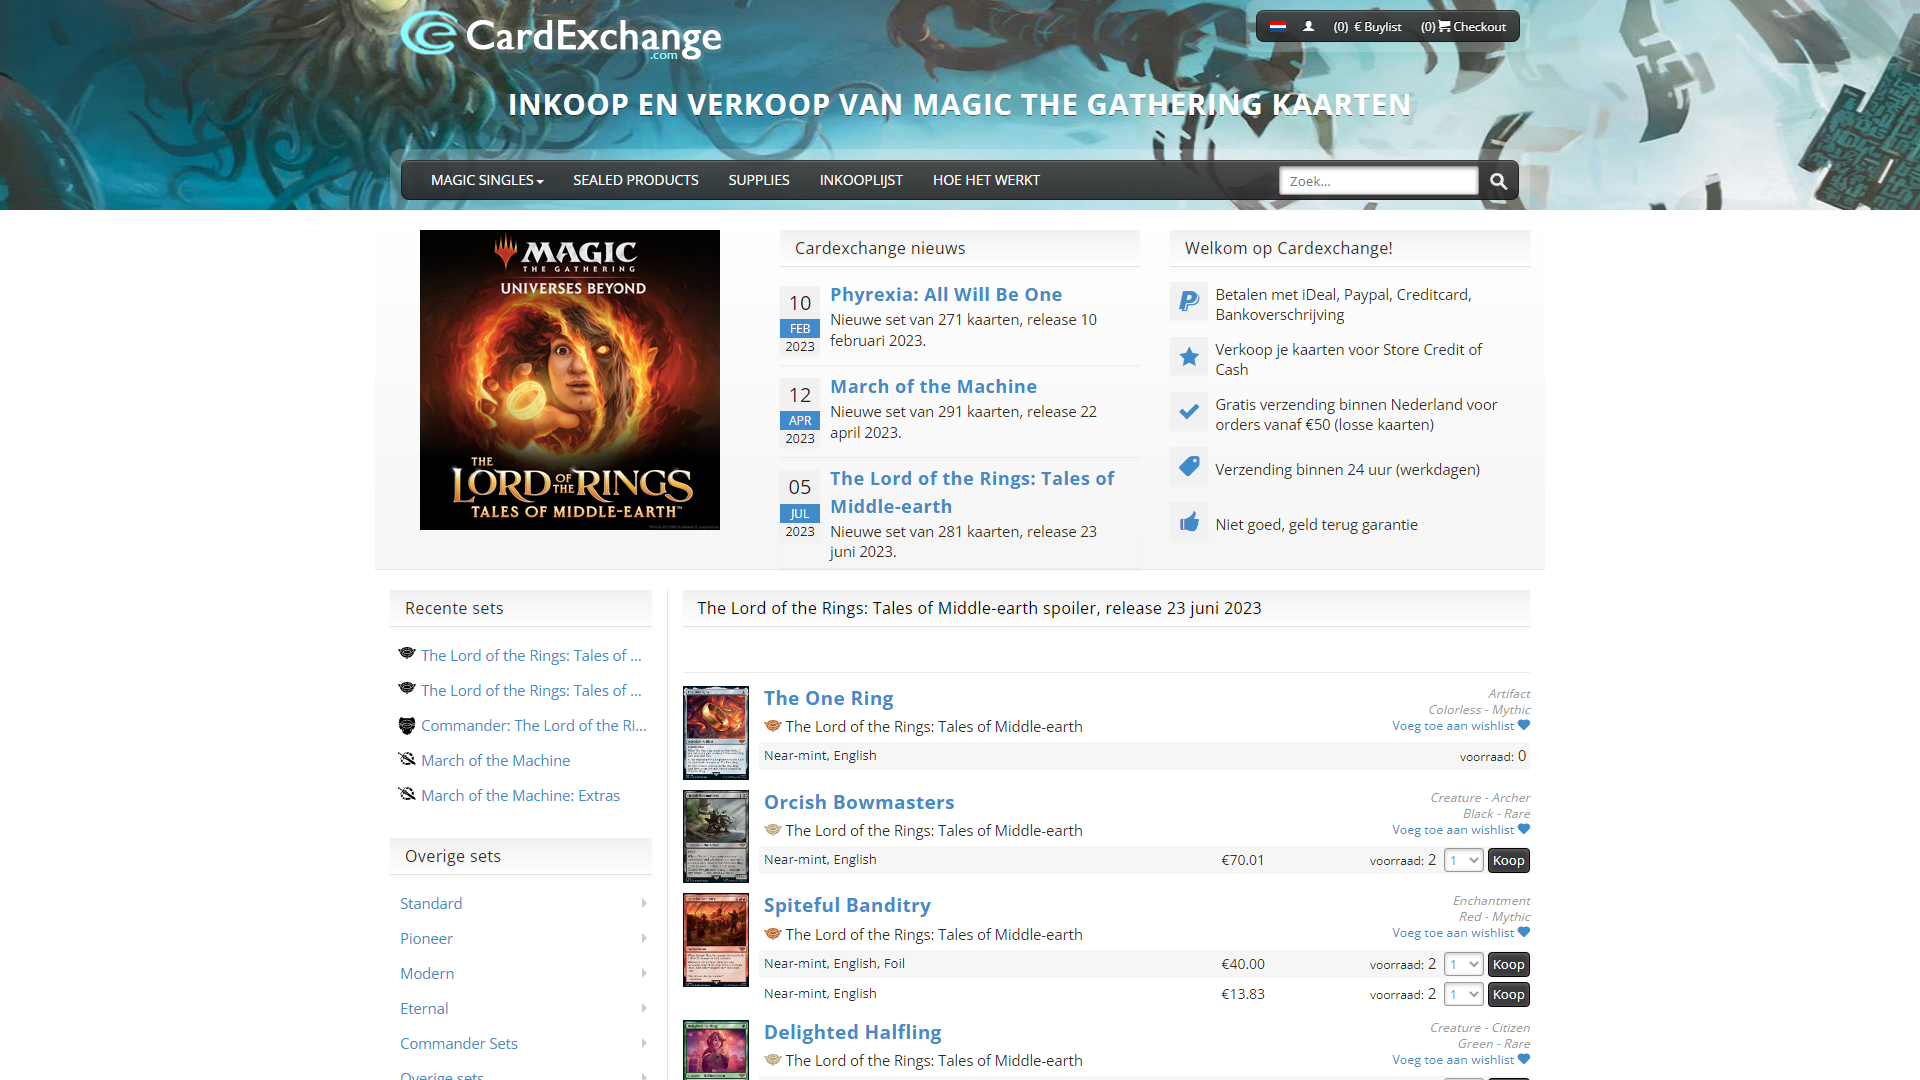 CardExchange
.com
(0) € Buylist
(0) Checkout
INKOOP EN VERKOOP VAN MAGIC THE GATHERING KAARTEN
MAGIC SINGLES
SEALED PRODUCTS
SUPPLIES
INKOOPLIJST
HOE HET WERKT
Zoek...
MAGIC
THE GATHERING
UNIVERSES BEYOND
THE
LORD OF THE RINGS
TALES OF MIDDLE-EARTH™
Cardexchange nieuws
10
FEB
2023
Phyrexia: All Will Be One
Nieuwe set van 271 kaarten, release 10
februari 2023.
12
APR
2023
March of the Machine
Nieuwe set van 291 kaarten, release 22
april 2023.
05
JUL
2023
The Lord of the Rings: Tales of
Middle-earth
Nieuwe set van 281 kaarten, release 23
juni 2023.
Welkom op Cardexchange!
Betalen met iDeal, Paypal, Creditcard,
Bankoverschrijving
Verkoop je kaarten voor Store Credit of
Cash
Gratis verzending binnen Nederland voor
orders vanaf €50 (losse kaarten)
Verzending binnen 24 uur (werkdagen)
Niet goed, geld terug garantie
Recente sets
The Lord of the Rings: Tales of ...
The Lord of the Rings: Tales of ...
Commander: The Lord of the Ri...
March of the Machine
March of the Machine: Extras
Overige sets
Standard
Pioneer
Modern
Eternal
Commander Sets
Overige sets
The Lord of the Rings: Tales of Middle-earth spoiler, release 23 juni 2023
The One Ring
Artifact
Colorless - Mythic
The Lord of the Rings: Tales of Middle-earth
Voeg toe aan wishlist
Near-mint, English
voorraad: 0
Orcish Bowmasters
Creature - Archer
Black - Rare
The Lord of the Rings: Tales of Middle-earth
Voeg toe aan wishlist
Near-mint, English €70.01 voorraad: 2 1 Koop
Spiteful Banditry
Enchantment
Red - Mythic
The Lord of the Rings: Tales of Middle-earth
Voeg toe aan wishlist
Near-mint, English, Foil €40.00 voorraad: 2 1 Koop
Near-mint, English €13.83 voorraad: 2 1 Koop
Delighted Halfling
Creature - Citizen
Green - Rare
The Lord of the Rings: Tales of Middle-earth
Voeg toe aan wishlist